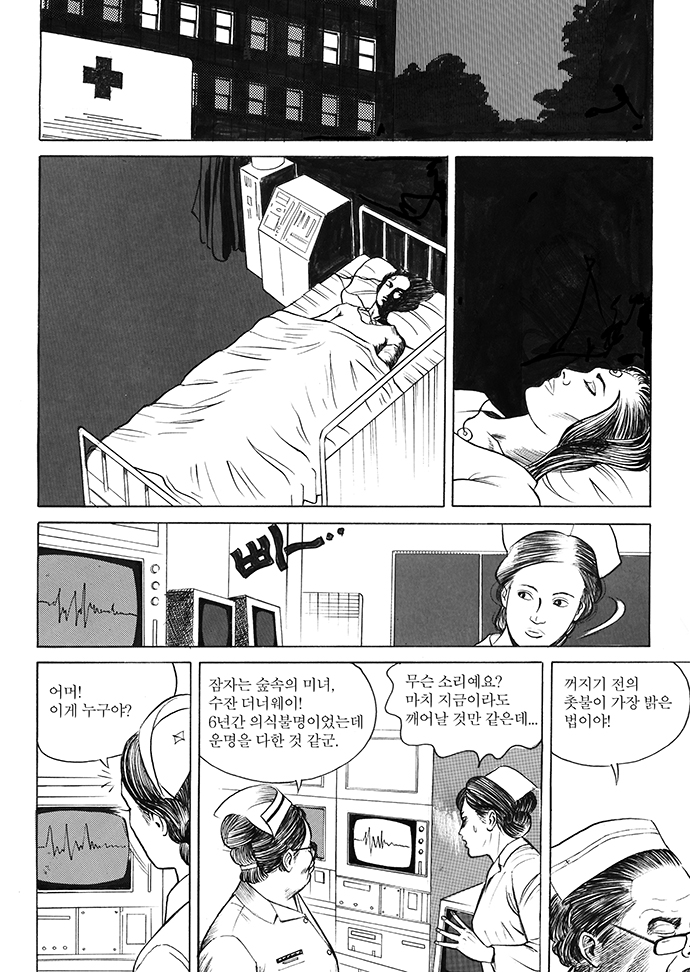 삐—··
어머!
이게 누구야?
잠자는 숲속의 미녀,
수잔 더너웨이!
6년간 의식불명이었는데
운명을 다한 것 같군.
무슨 소리예요?
마치 지금이라도
깨어날 것만 같은데...
꺼지기 전의
촛불이 가장 밝은
법이야!